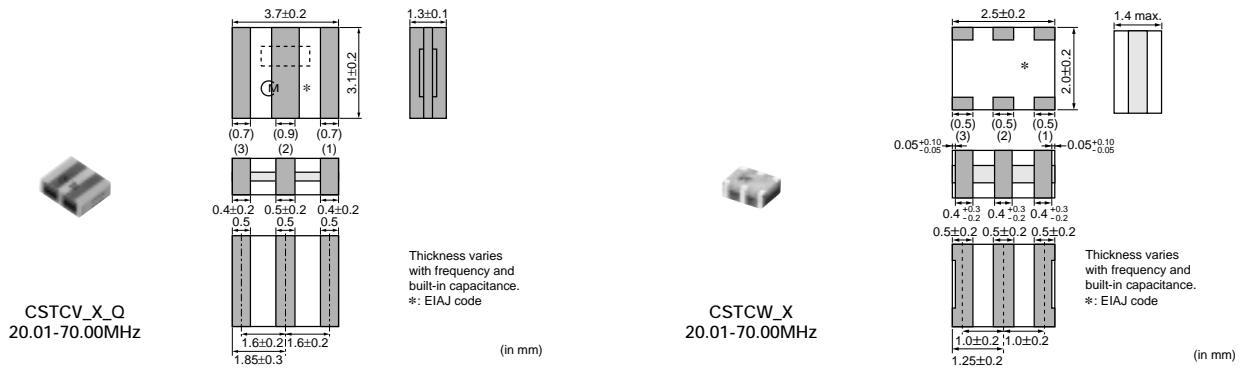 3.7±0.2
1.3±0.1
3.1±0.2
M *
(0.7) (0.9) (0.7)
(3) (2) (1)
0.4±0.2 0.5±0.2 0.4±0.2
0.5 0.5 0.5
1.6±0.2 1.6±0.2
1.85±0.3
Thickness varies
with frequency and
built-in capacitance.
*: EIAJ code
(in mm)
CSTCV_X_Q
20.01-70.00MHz
2.5±0.2
1.4 max.
2.0±0.2
*
(0.5) (0.5) (0.5)
(3) (2) (1)
0.05 +0.10 -0.05 0.05 +0.10 -0.05
0.4 +0.3 -0.2 0.4 +0.3 -0.2 0.4 +0.3 -0.2
0.5±0.2 0.5±0.2 0.5±0.2
1.0±0.2 1.0±0.2
1.25±0.2
Thickness varies
with frequency and
built-in capacitance.
*: EIAJ code
(in mm)
CSTCW_X
20.01-70.00MHz